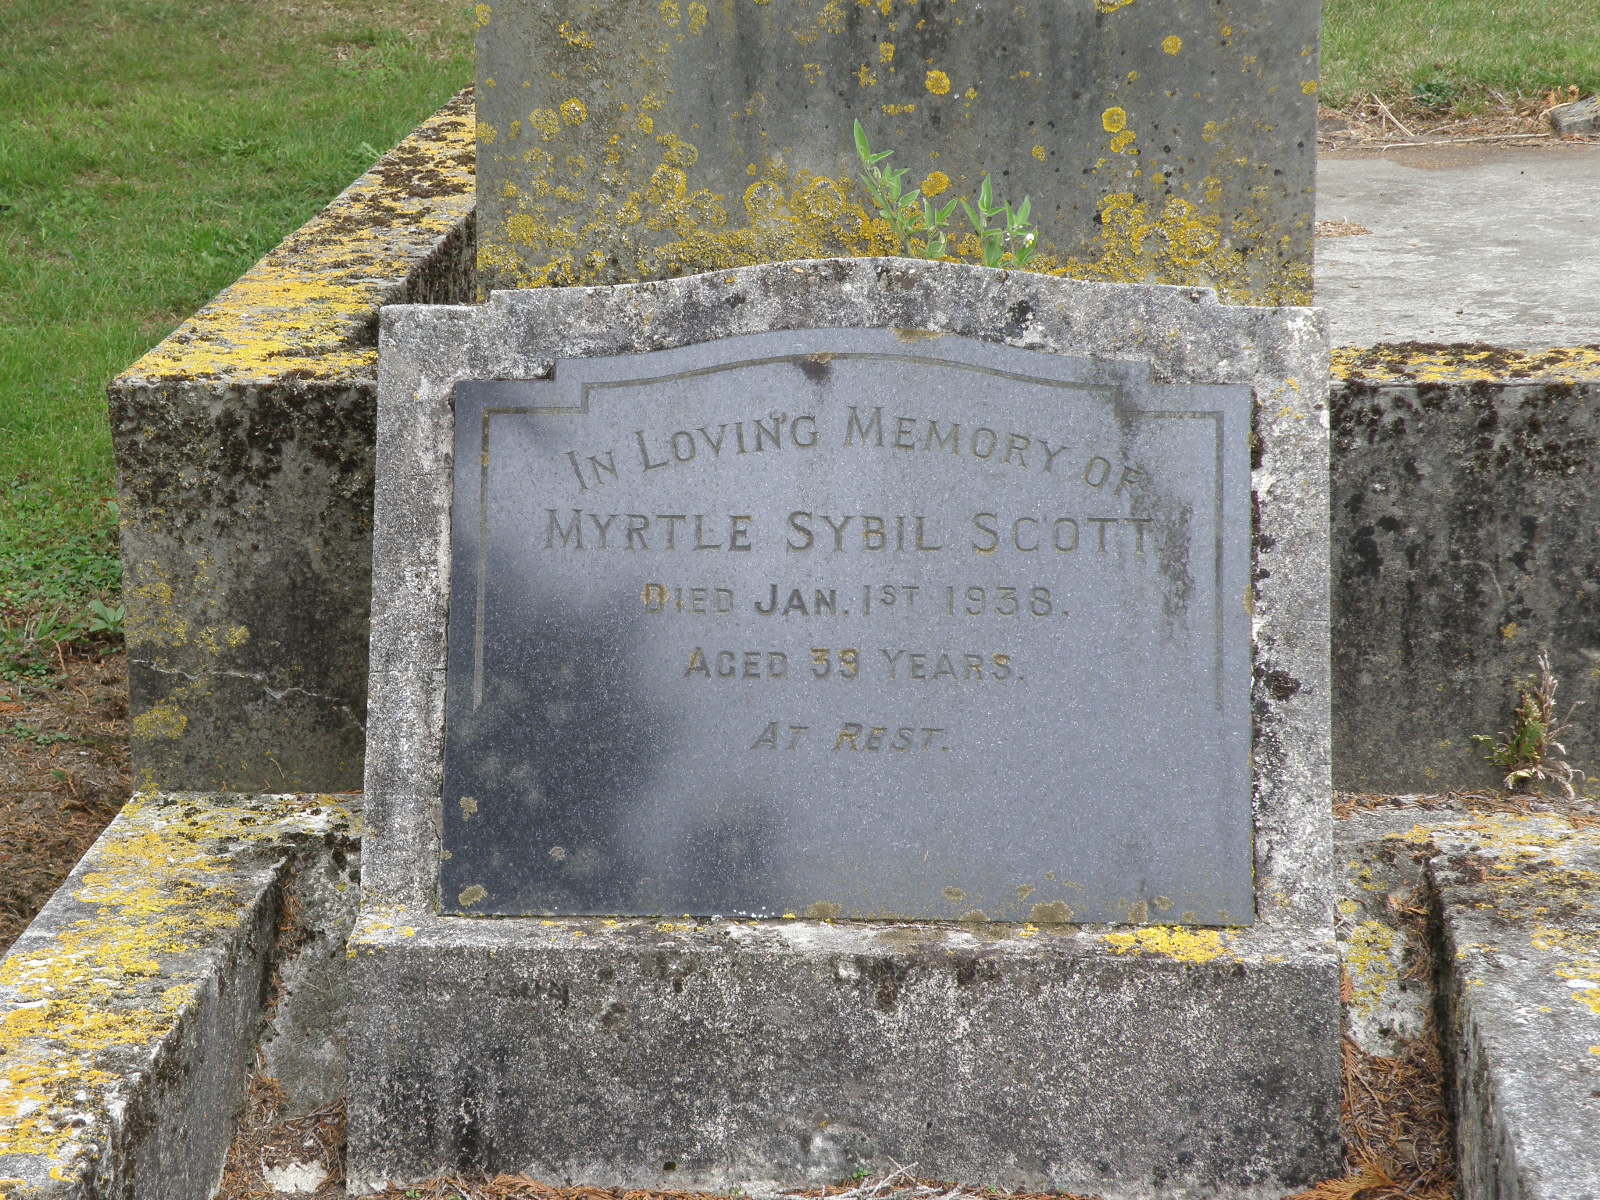 In Loving Memory of
Myrtle Sybil Scott.
Died Jan. 1st 1938.
Aged 39 Years.
At Rest.